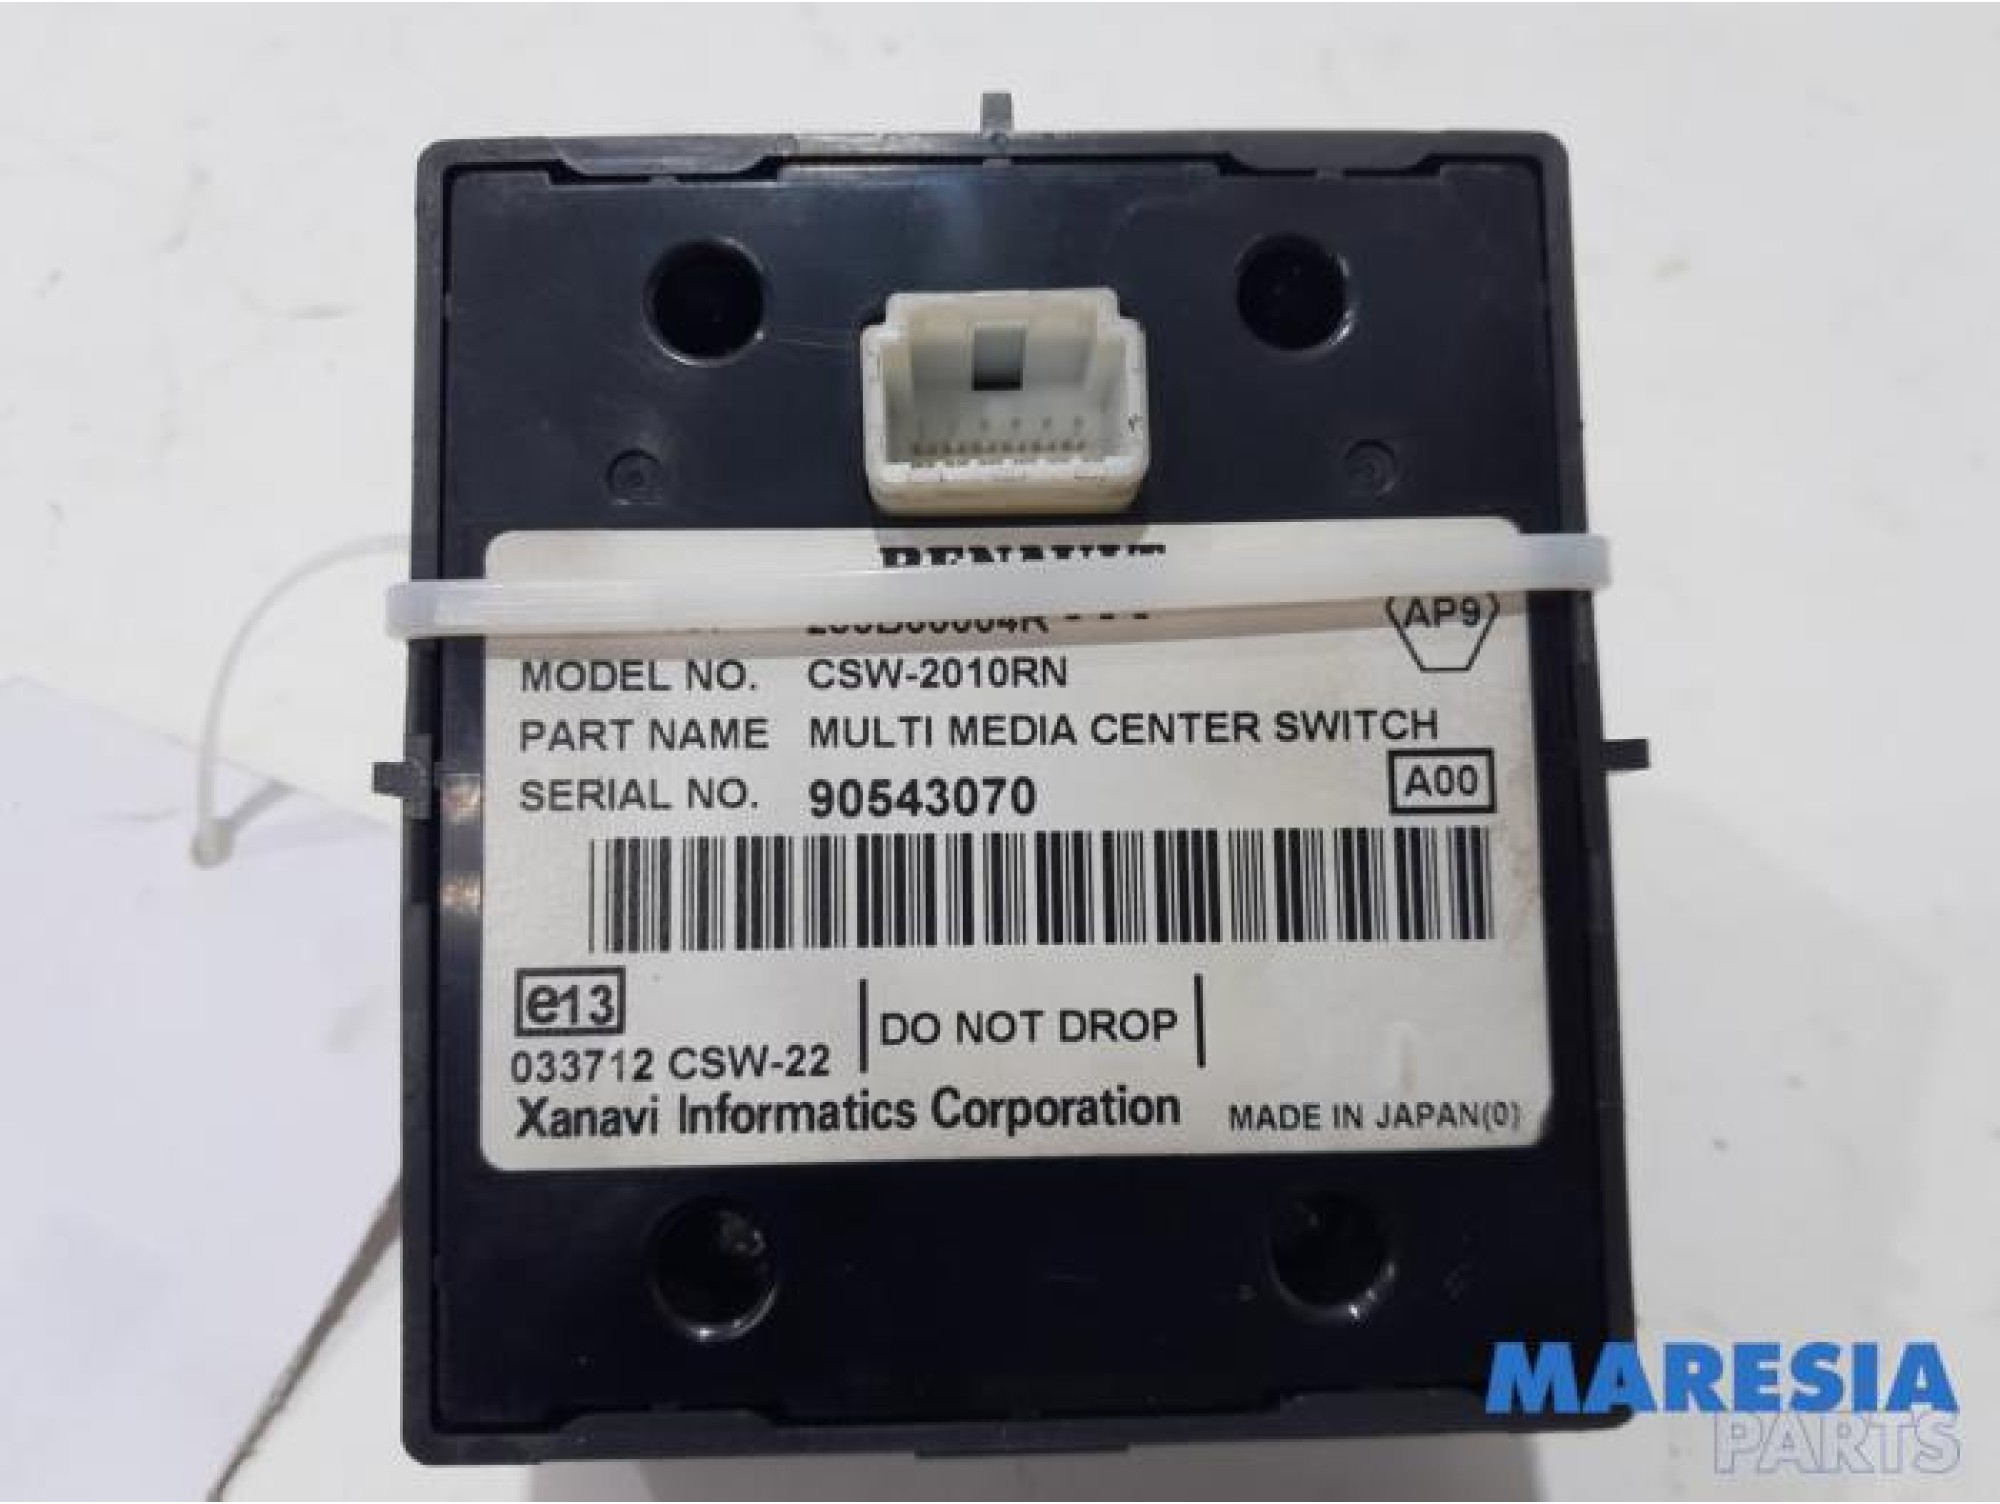 RENAULT
AP9
MODEL NO. CSW-2010RN
PART NAME MULTI MEDIA CENTER SWITCH
SERIAL NO. 90543070
A00
e13
DO NOT DROP
033712 CSW-22
Xanavi Informatics Corporation MADE IN JAPAN(0)
MARESIA
PARTS